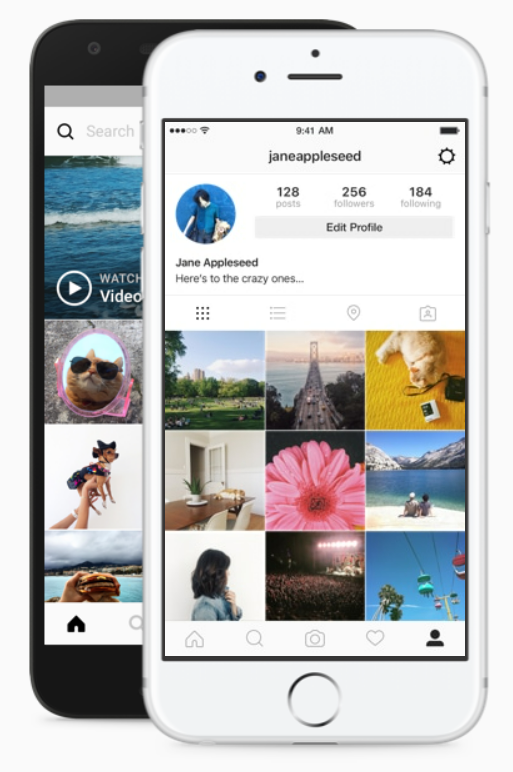 Search
WATCH
Video
9:41 AM
janeappleseed
128 256 184
posts followers following
Edit Profile
Jane Appleseed
Here's to the crazy ones...